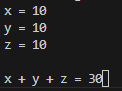 x = 10
y = 10
z = 10
x + y + z = 30